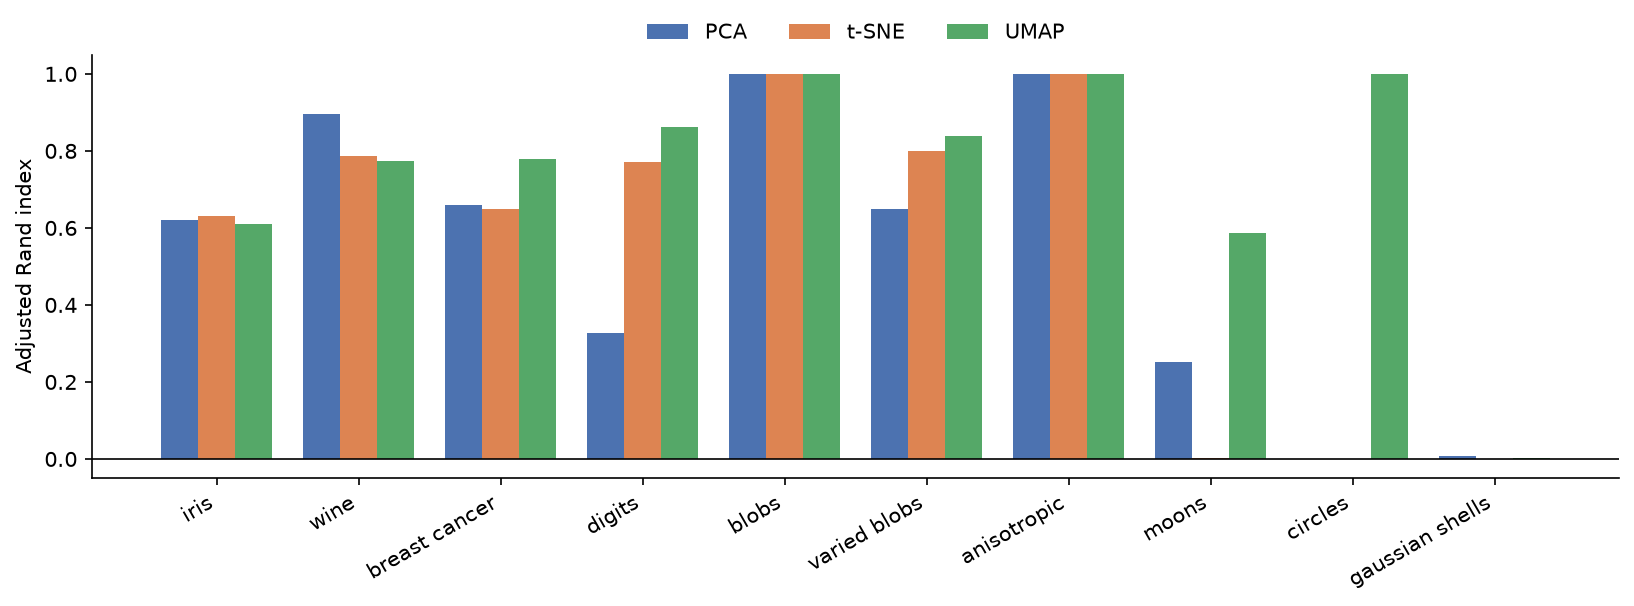 PCA t-SNE UMAP
Adjusted Rand index
1.0
0.8
0.6
0.4
0.2
0.0
iris
wine
breast cancer
digits
blobs
varied blobs
anisotropic
moons
circles
gaussian shells